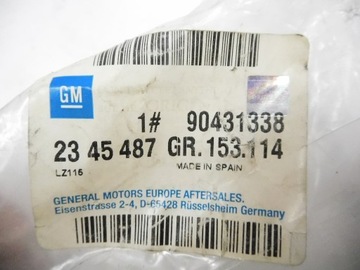 GM
1# 90431338
23 45 487 GR.153.114
LZ116 MADE IN SPAIN
GENERAL MOTORS EUROPE AFTERSALES.
Eisenstrasse 2-4, D-65428 Rüsselsheim Germany